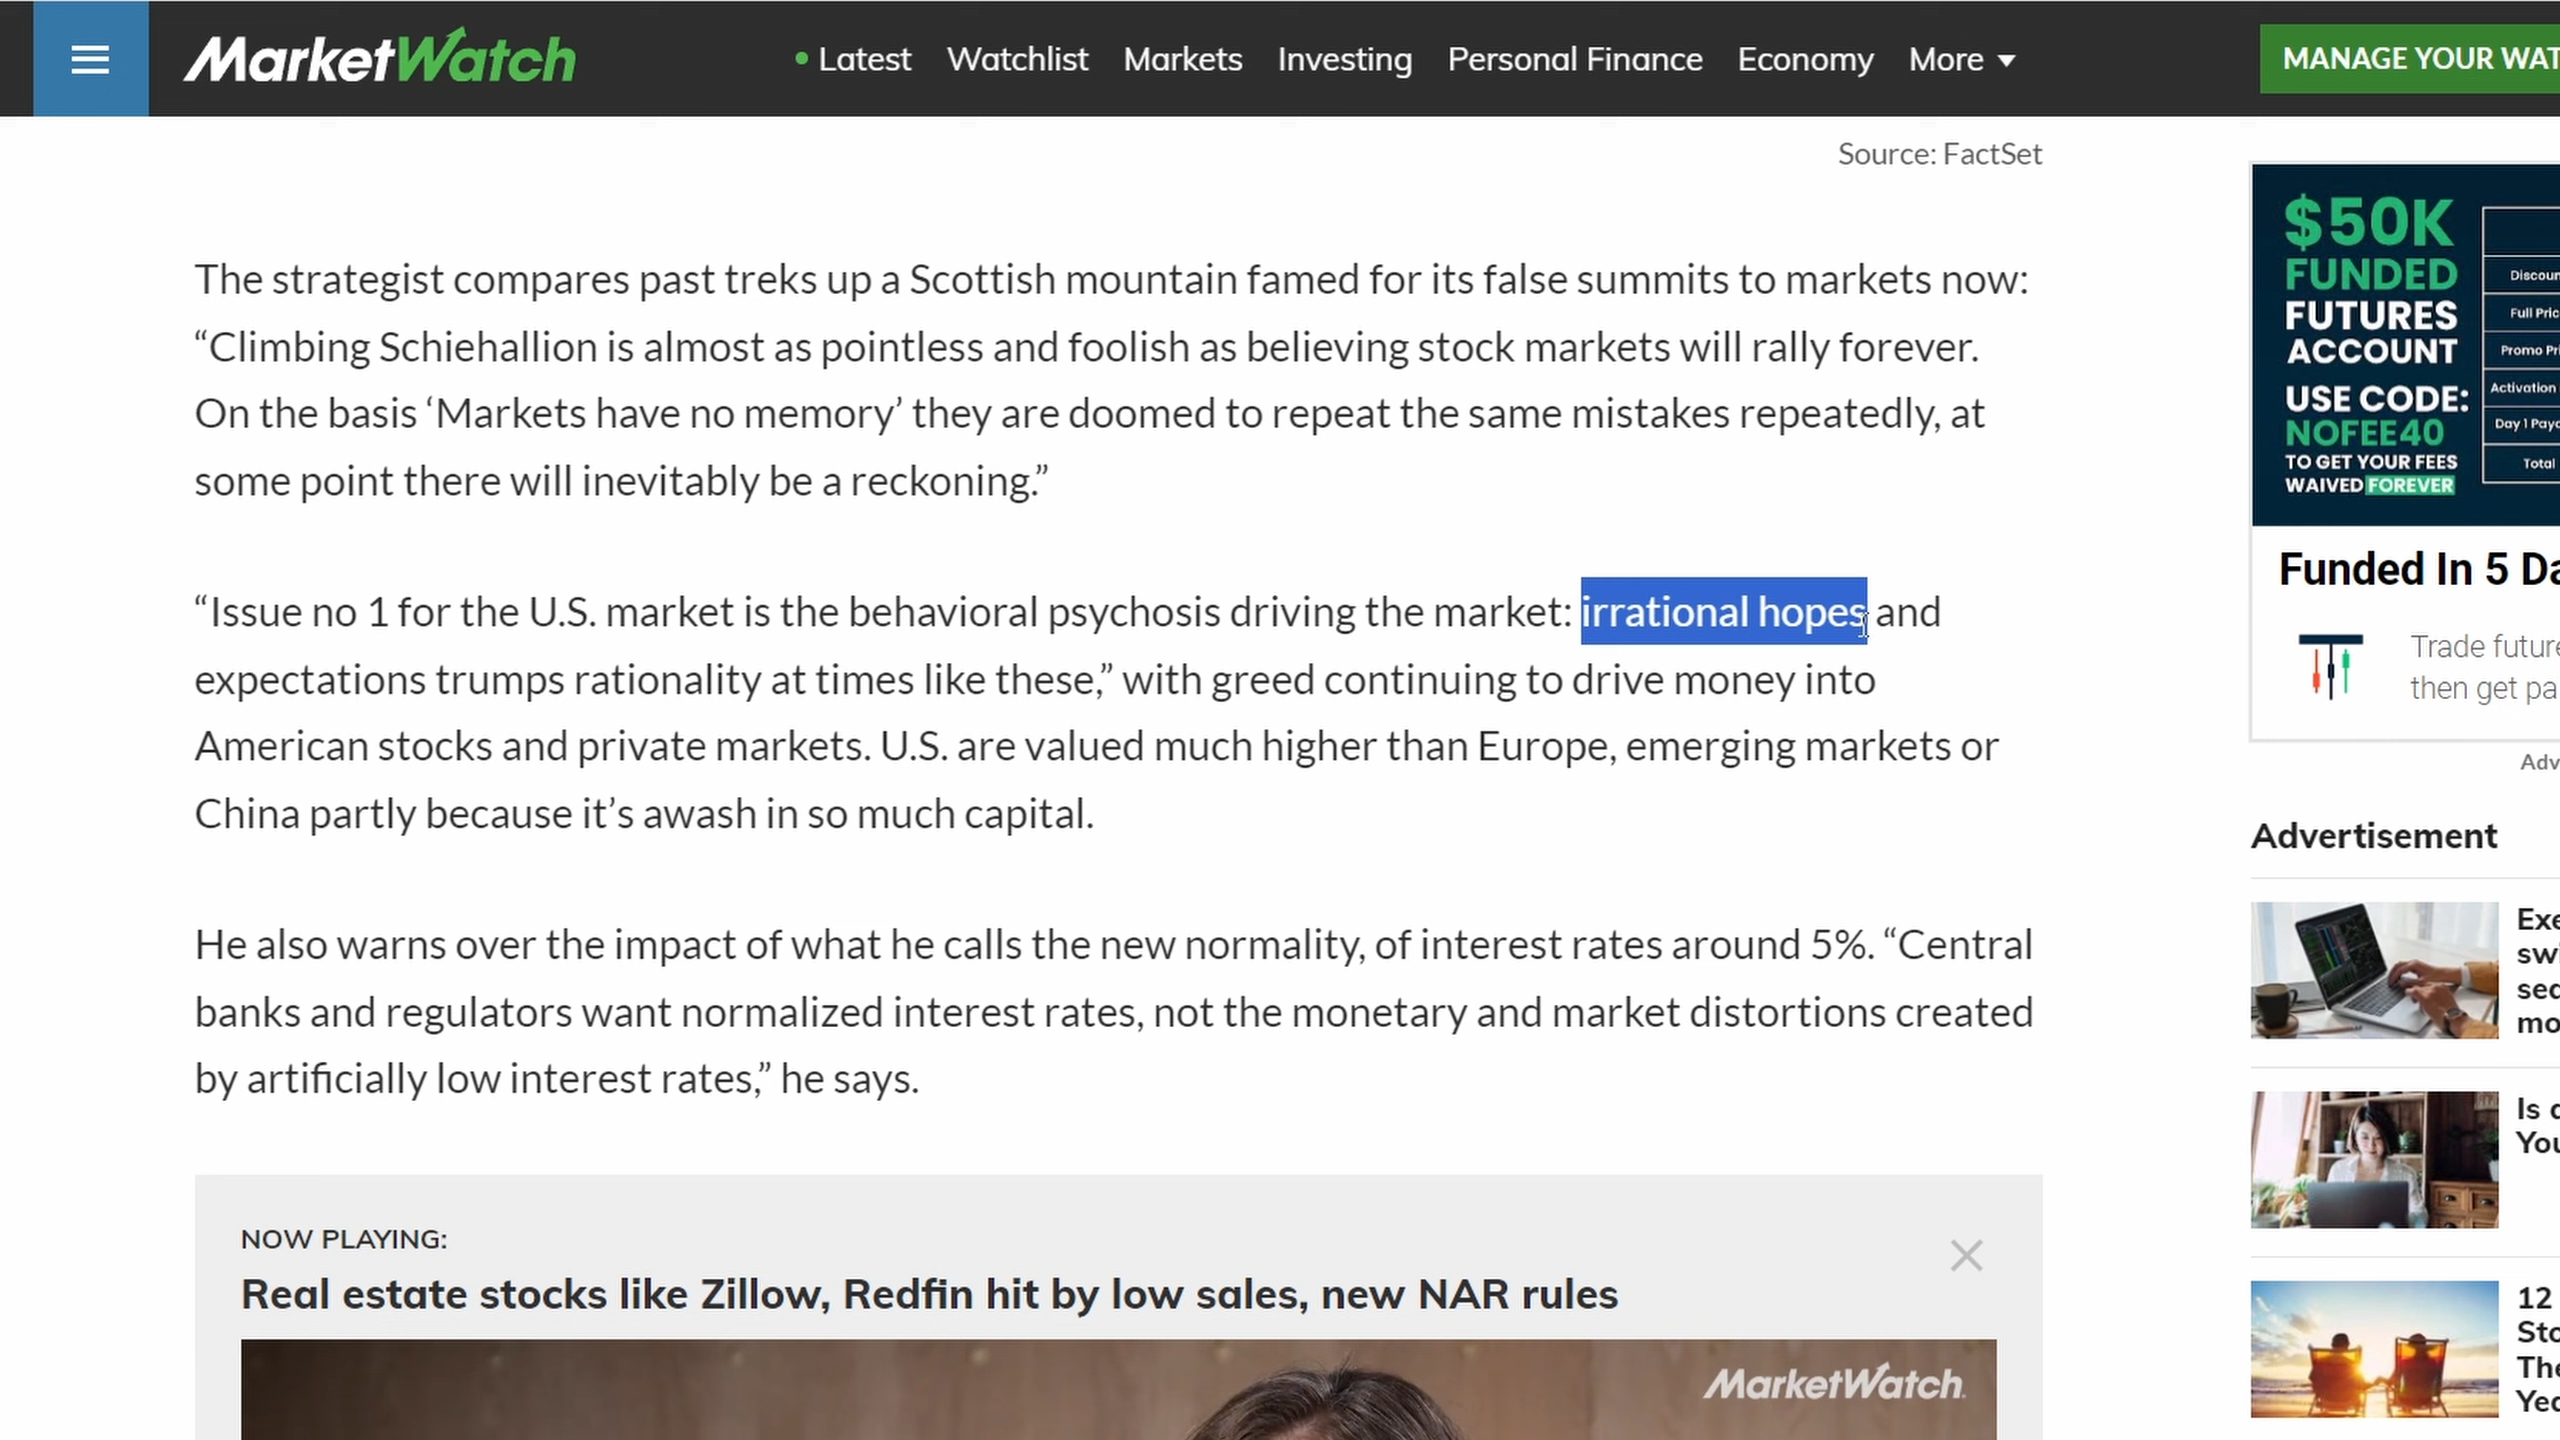 MarketWatch
Latest Watchlist Markets Investing Personal Finance Economy More
MANAGE YOUR WAT
Source: FactSet
The strategist compares past treks up a Scottish mountain famed for its false summits to markets now:
“Climbing Schiehallion is almost as pointless and foolish as believing stock markets will rally forever.
On the basis ‘Markets have no memory’ they are doomed to repeat the same mistakes repeatedly, at
some point there will inevitably be a reckoning.”
“Issue no 1 for the U.S. market is the behavioral psychosis driving the market: irrational hopes and
expectations trumps rationality at times like these,” with greed continuing to drive money into
American stocks and private markets. U.S. are valued much higher than Europe, emerging markets or
China partly because it’s awash in so much capital.
He also warns over the impact of what he calls the new normality, of interest rates around 5%. “Central
banks and regulators want normalized interest rates, not the monetary and market distortions created
by artificially low interest rates,” he says.
NOW PLAYING:
Real estate stocks like Zillow, Redfin hit by low sales, new NAR rules
MarketWatch
$50K
FUNDED
FUTURES
ACCOUNT
USE CODE:
NOFEE40
TO GET YOUR FEES
WAIVED FOREVER
Discoun
Full Pric
Promo Pri
Activation
Day 1 Payo
Total
Funded In 5 Da
Trade future
then get pa
Adv
Advertisement
Exe
swi
sec
mo
Is
You
12
Sto
The
Yea